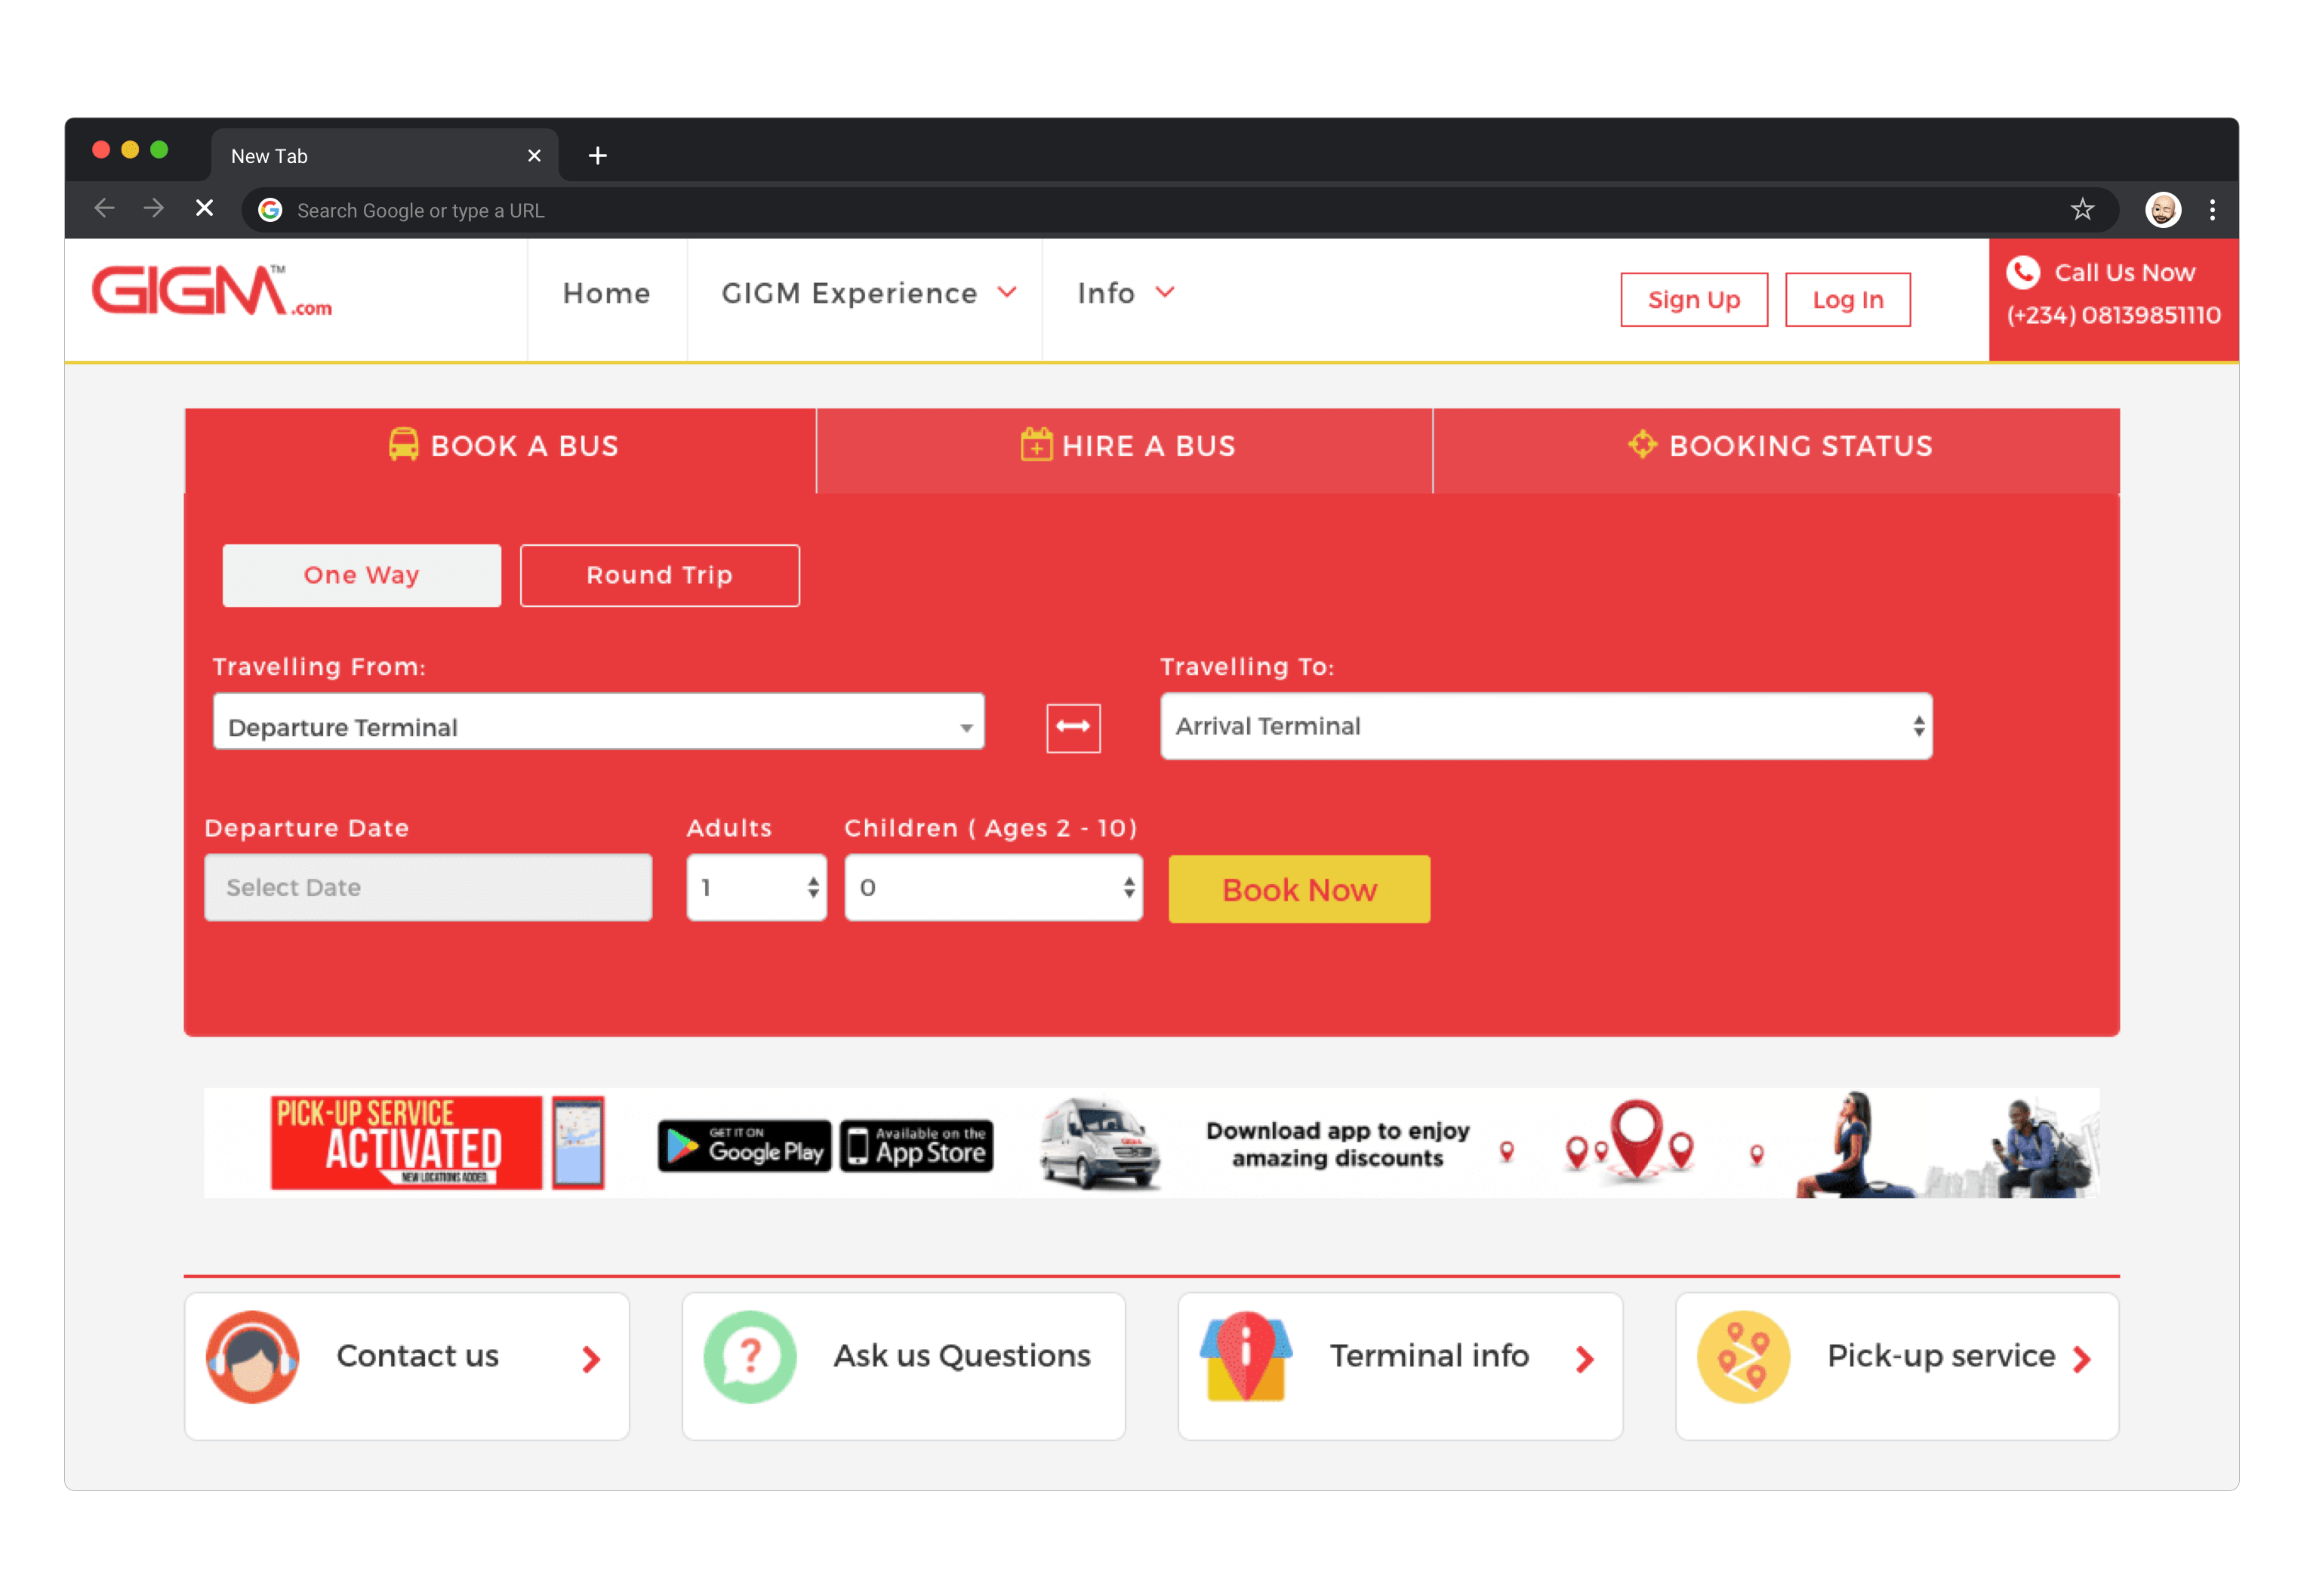 New Tab
Search Google or type a URL
GIGM™.com
Home
GIGM Experience
Info
Sign Up
Log In
Call Us Now
(+234) 08139851110
BOOK A BUS
HIRE A BUS
BOOKING STATUS
One Way
Round Trip
Travelling From:
Travelling To:
Departure Terminal
Arrival Terminal
Departure Date
Adults
Children ( Ages 2 - 10)
Select Date
1
0
Book Now
PICK-UP SERVICE
ACTIVATED
NEW LOCATIONS ADDED.
GET IT ON
Google Play
Available on the
App Store
GIGM
Download app to enjoy
amazing discounts
Contact us
Ask us Questions
Terminal info
Pick-up service